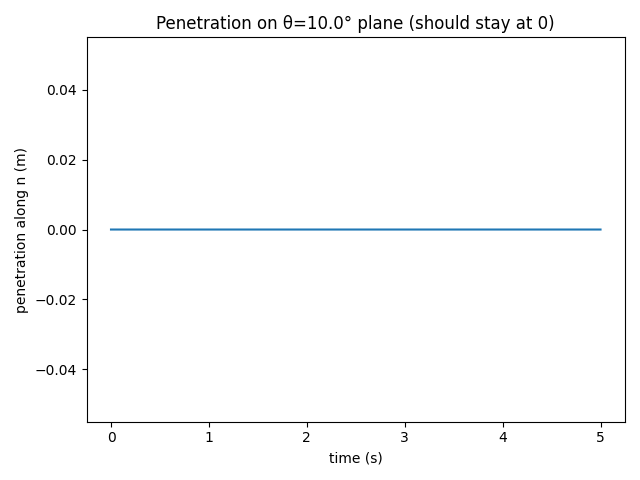 Penetration on θ=10.0° plane (should stay at 0)
penetration along n (m)
0.04
0.02
0.00
−0.02
−0.04
0 1 2 3 4 5
time (s)